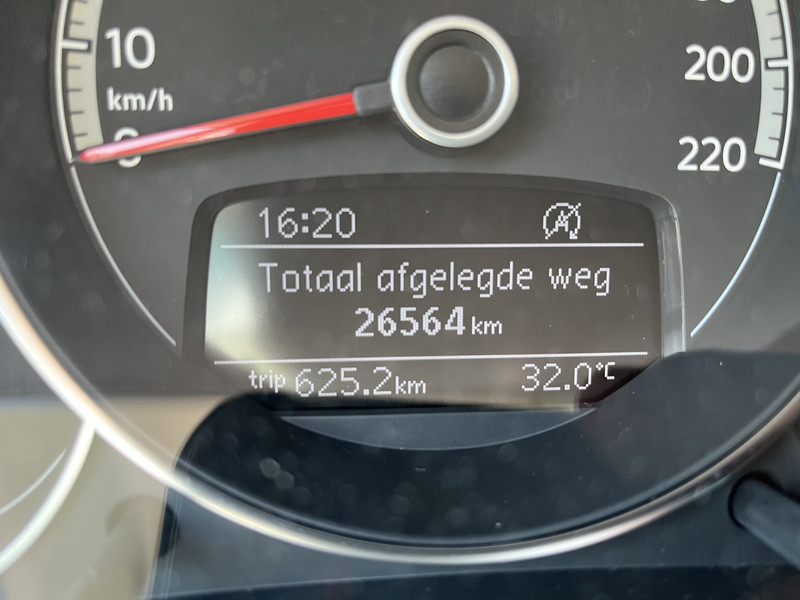 10
km/h
200
220
16:20
Totaal afgelegde weg
26564 km
trip 625.2 km 32.0 °C